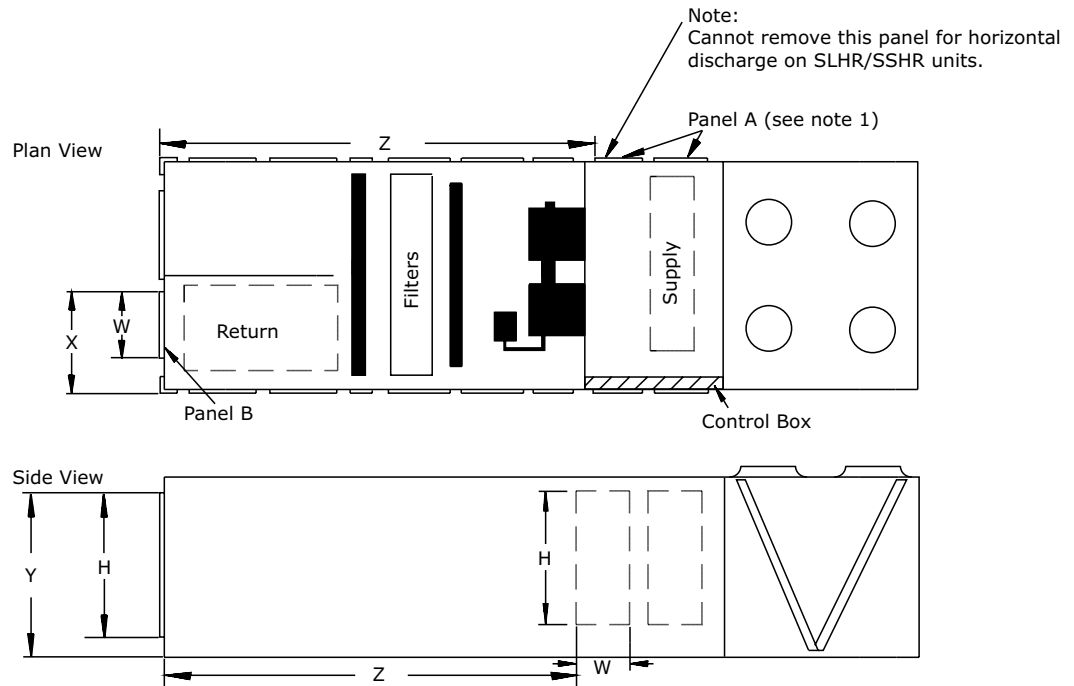 Note:
Cannot remove this panel for horizontal
discharge on SLHR/SSHR units.
Panel A (see note 1)
Z
Plan View
Filters
Supply
X
W
Return
Panel B
Control Box
Side View
Y
H
H
W
Z